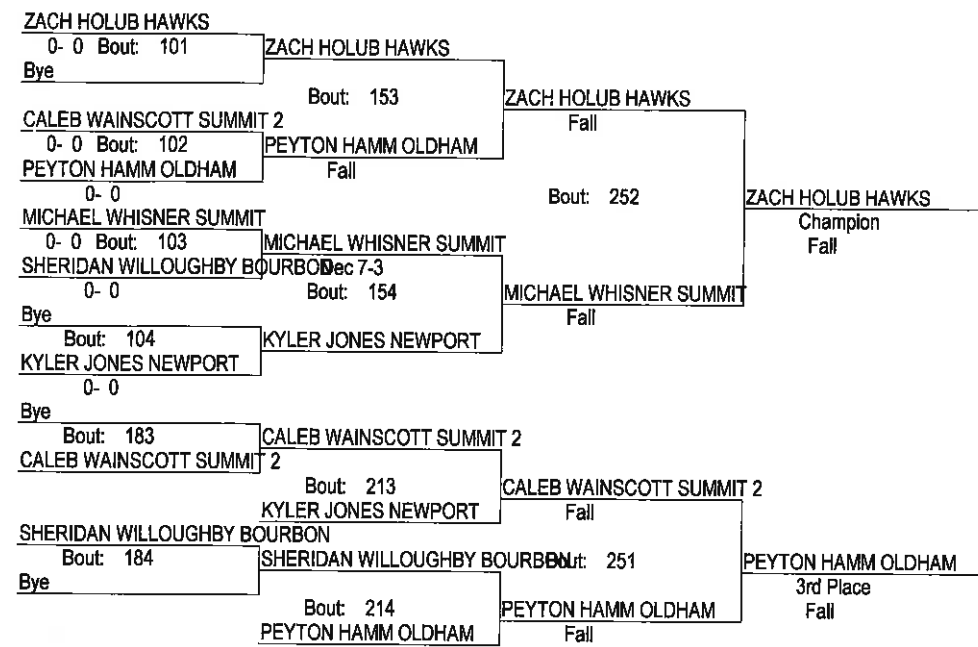 ZACH HOLUB HAWKS
0- 0 Bout: 101
Bye
ZACH HOLUB HAWKS
Bout: 153
CALEB WAINSCOTT SUMMIT 2
0- 0 Bout: 102
PEYTON HAMM OLDHAM
0- 0
PEYTON HAMM OLDHAM
Fall
ZACH HOLUB HAWKS
Fall
MICHAEL WHISNER SUMMIT
0- 0 Bout: 103
SHERIDAN WILLOUGHBY BOURBON
0- 0
MICHAEL WHISNER SUMMIT
Dec 7-3
Bout: 154
Bye
Bout: 104
KYLER JONES NEWPORT
0- 0
KYLER JONES NEWPORT
MICHAEL WHISNER SUMMIT
Fall
Bout: 252
ZACH HOLUB HAWKS
Champion
Fall
Bye
Bout: 183
CALEB WAINSCOTT SUMMIT 2
CALEB WAINSCOTT SUMMIT 2
Bout: 213
KYLER JONES NEWPORT
CALEB WAINSCOTT SUMMIT 2
Fall
SHERIDAN WILLOUGHBY BOURBON
Bout: 184
Bye
SHERIDAN WILLOUGHBY BOURBON
Bout: 214
PEYTON HAMM OLDHAM
PEYTON HAMM OLDHAM
Fall
Bout: 251
PEYTON HAMM OLDHAM
3rd Place
Fall